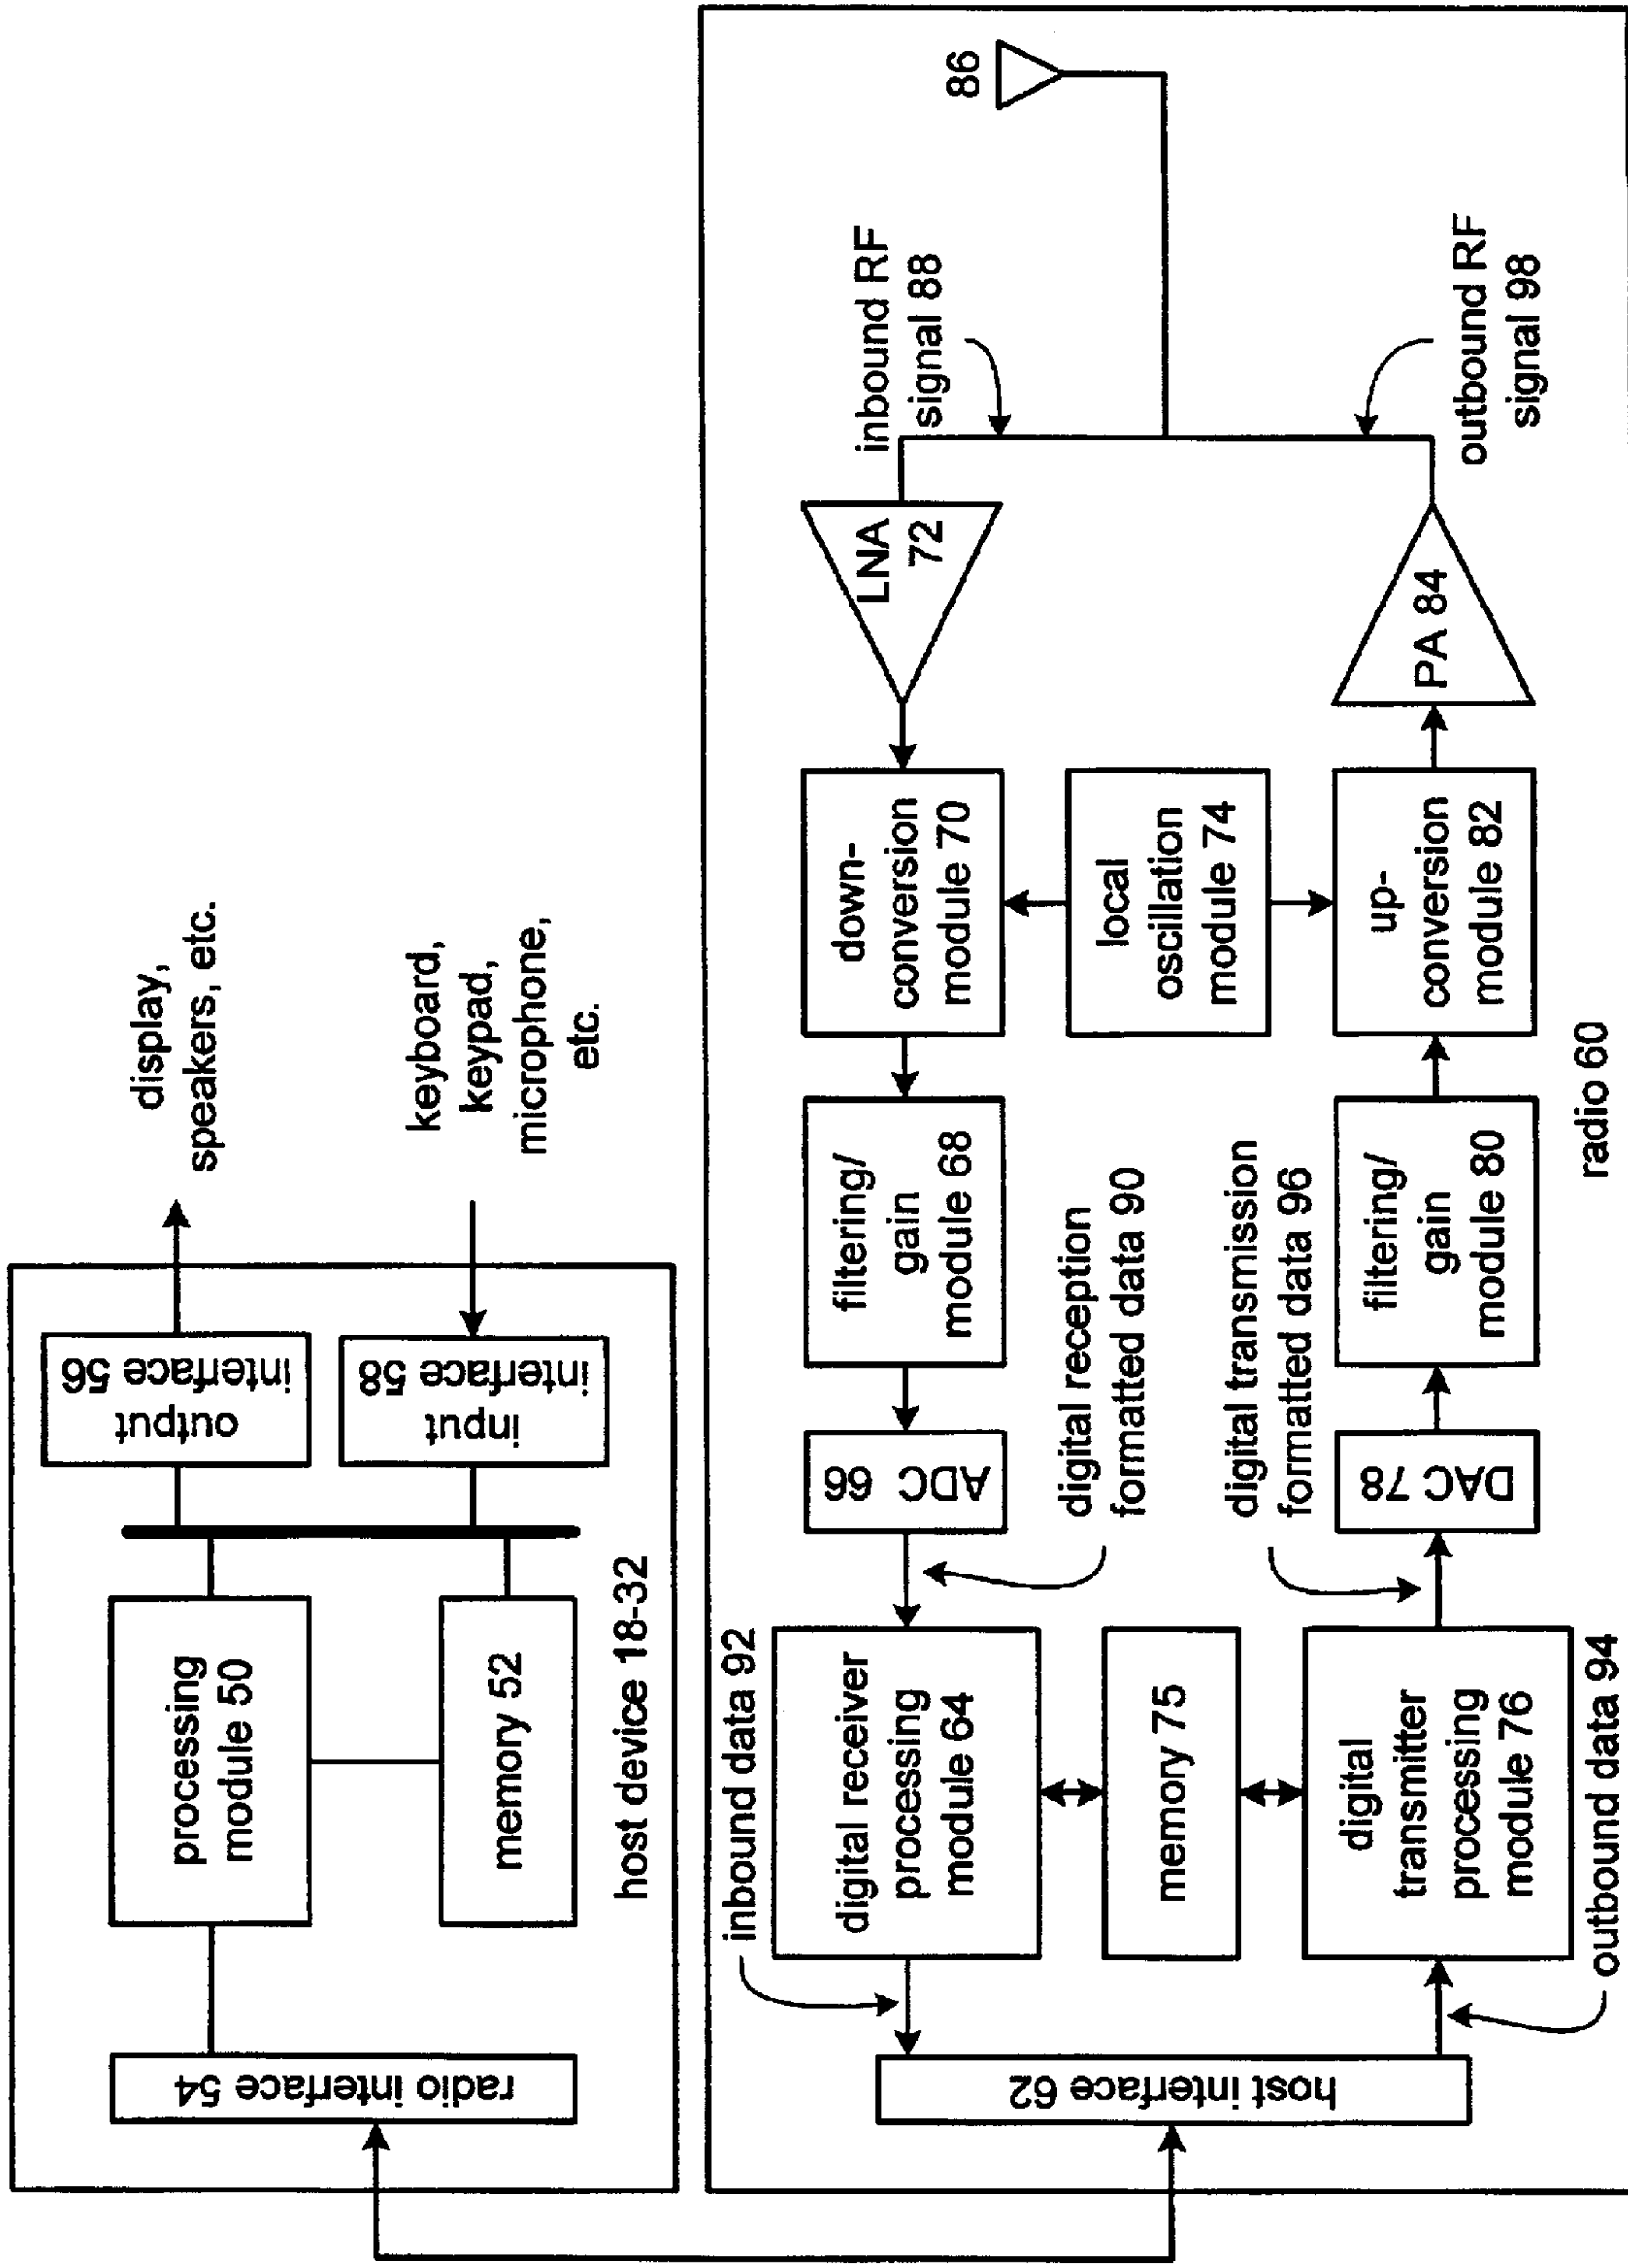 radio interface 54
processing
module 50
memory 52
output
interface 56
input
interface 58
display,
speakers, etc.
keyboard,
keypad,
microphone,
etc.
host device 18-32
inbound data 92
host interface 62
digital receiver
processing
module 64
ADC 66
filtering/
gain
module 68
down-
conversion
module 70
LNA
72
inbound RF
signal 88
86
digital reception
formatted data 90
memory 75
local
oscillation
module 74
digital transmission
formatted data 96
digital
transmitter
processing
module 76
DAC 78
filtering/
gain
module 80
up-
conversion
module 82
PA 84
outbound RF
signal 98
outbound data 94
radio 60